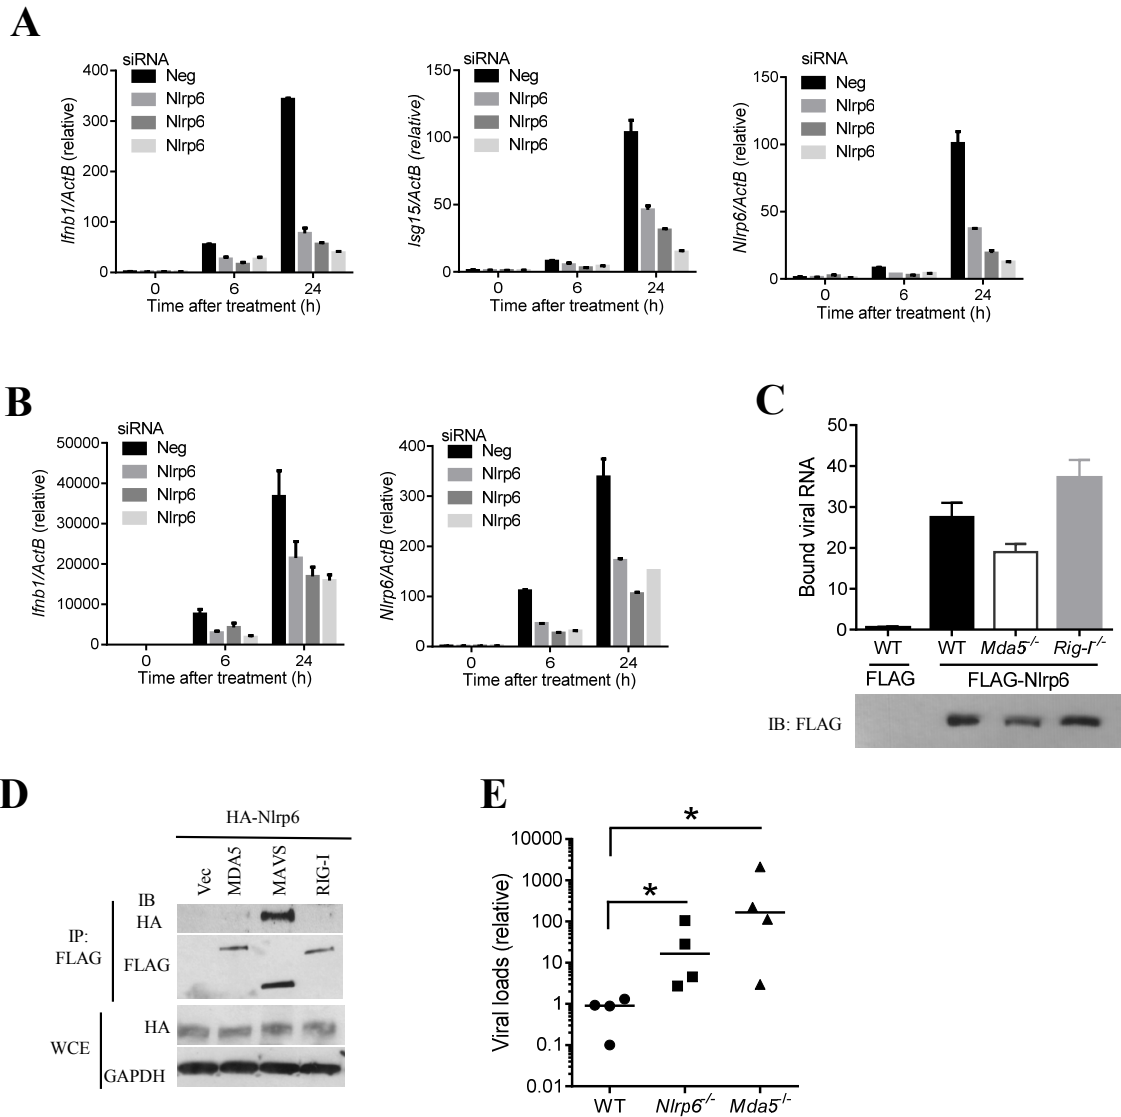 A
siRNA
Neg
Nlrp6
Nlrp6
Nlrp6
Ifnb1/ActB (relative)
400
300
200
100
0
0 6 24
Time after treatment (h)
siRNA
Neg
Nlrp6
Nlrp6
Nlrp6
Isg15/ActB (relative)
150
100
50
0
0 6 24
Time after treatment (h)
siRNA
Neg
Nlrp6
Nlrp6
Nlrp6
Nlrp6/ActB (relative)
150
100
50
0
0 6 24
Time after treatment (h)
B
siRNA
Neg
Nlrp6
Nlrp6
Nlrp6
Ifnb1/ActB (relative)
50000
40000
30000
20000
10000
0
0 6 24
Time after treatment (h)
siRNA
Neg
Nlrp6
Nlrp6
Nlrp6
Nlrp6/ActB (relative)
400
300
200
100
0
0 6 24
Time after treatment (h)
C
Bound viral RNA
50
40
30
20
10
0
WT WT Mda5-/- Rig-I-/-
FLAG FLAG-Nlrp6
IB: FLAG
D
HA-Nlrp6
Vec MDA5 MAVS RIG-I
IB
HA
IP:
FLAG
FLAG
HA
WCE
GAPDH
E
Viral loads (relative)
10000
1000
100
10
1
0.1
0.01
*
*
WT Nlrp6-/- Mda5-/-